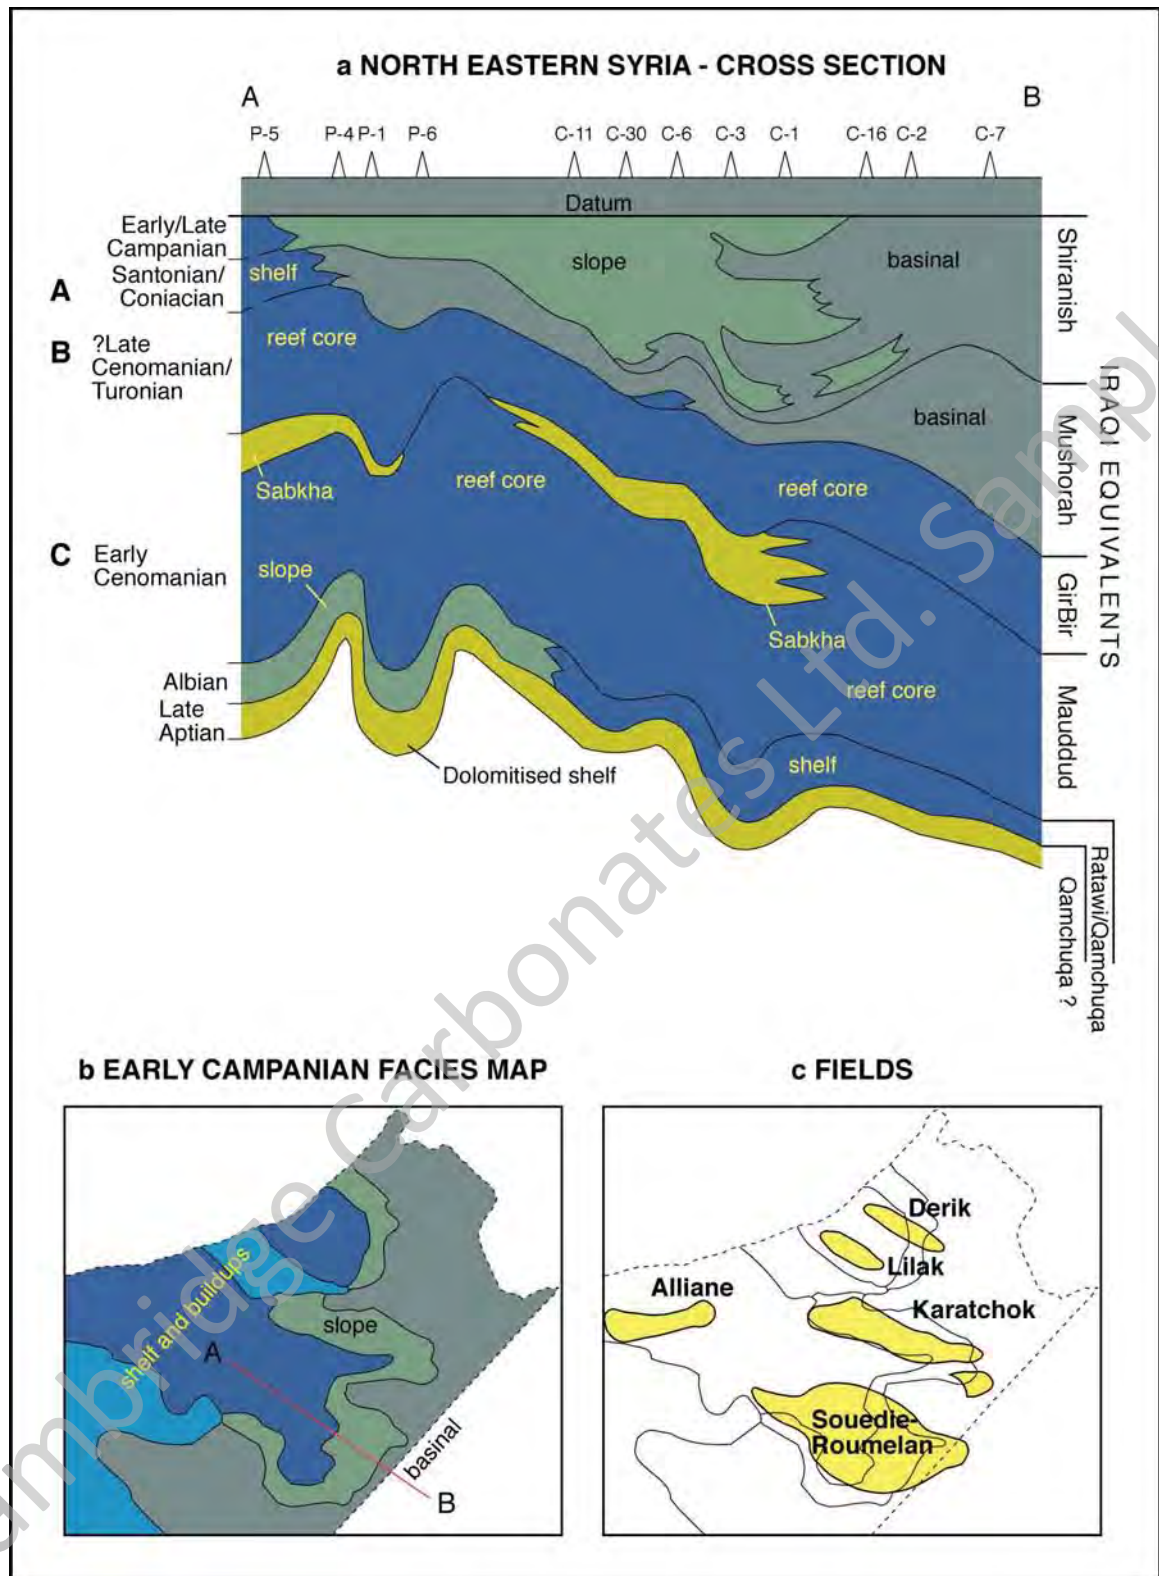 a NORTH EASTERN SYRIA - CROSS SECTION
A
B
P-5 P-4 P-1 P-6 C-11 C-30 C-6 C-3 C-1 C-16 C-2 C-7
Datum
Early/Late
Campanian
Santonian/
Coniacian
A
B
?Late
Cenomanian/
Turonian
C
Early
Cenomanian
Albian
Late
Aptian
shelf
slope
basinal
reef core
basinal
Sabkha
reef core
reef core
slope
Sabkha
reef core
shelf
Dolomitised shelf
Shiranish
Mushorah
GirBir
Mauddud
Ratawi/Qamchuqa
Qamchuqa ?
IRAQI EQUIVALENTS
b EARLY CAMPANIAN FACIES MAP
shelf and buildups
slope
A
basinal
B
c FIELDS
Derik
Lilak
Alliane
Karatchok
Souedie-
Roumelan
Cambridge Carbonates Ltd. Sampl